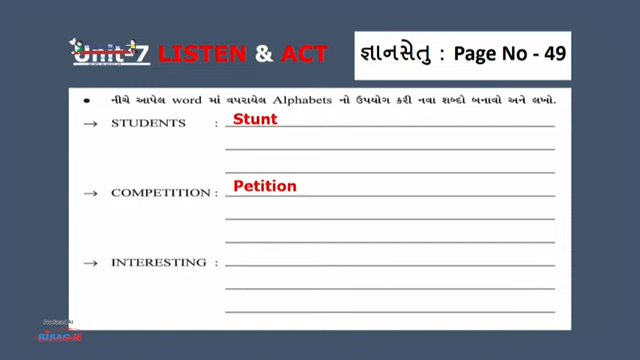 Unit-7 LISTEN & ACT
જ્ઞાનસેતુ : Page No - 49
• નીચે આપેલ word માં વપરાયેલ Alphabets નો ઉપયોગ કરી નવા શબ્દો બનાવો અને લખો.
→ STUDENTS : Stunt
→ COMPETITION : Petition
→ INTERESTING :
BISAG-N